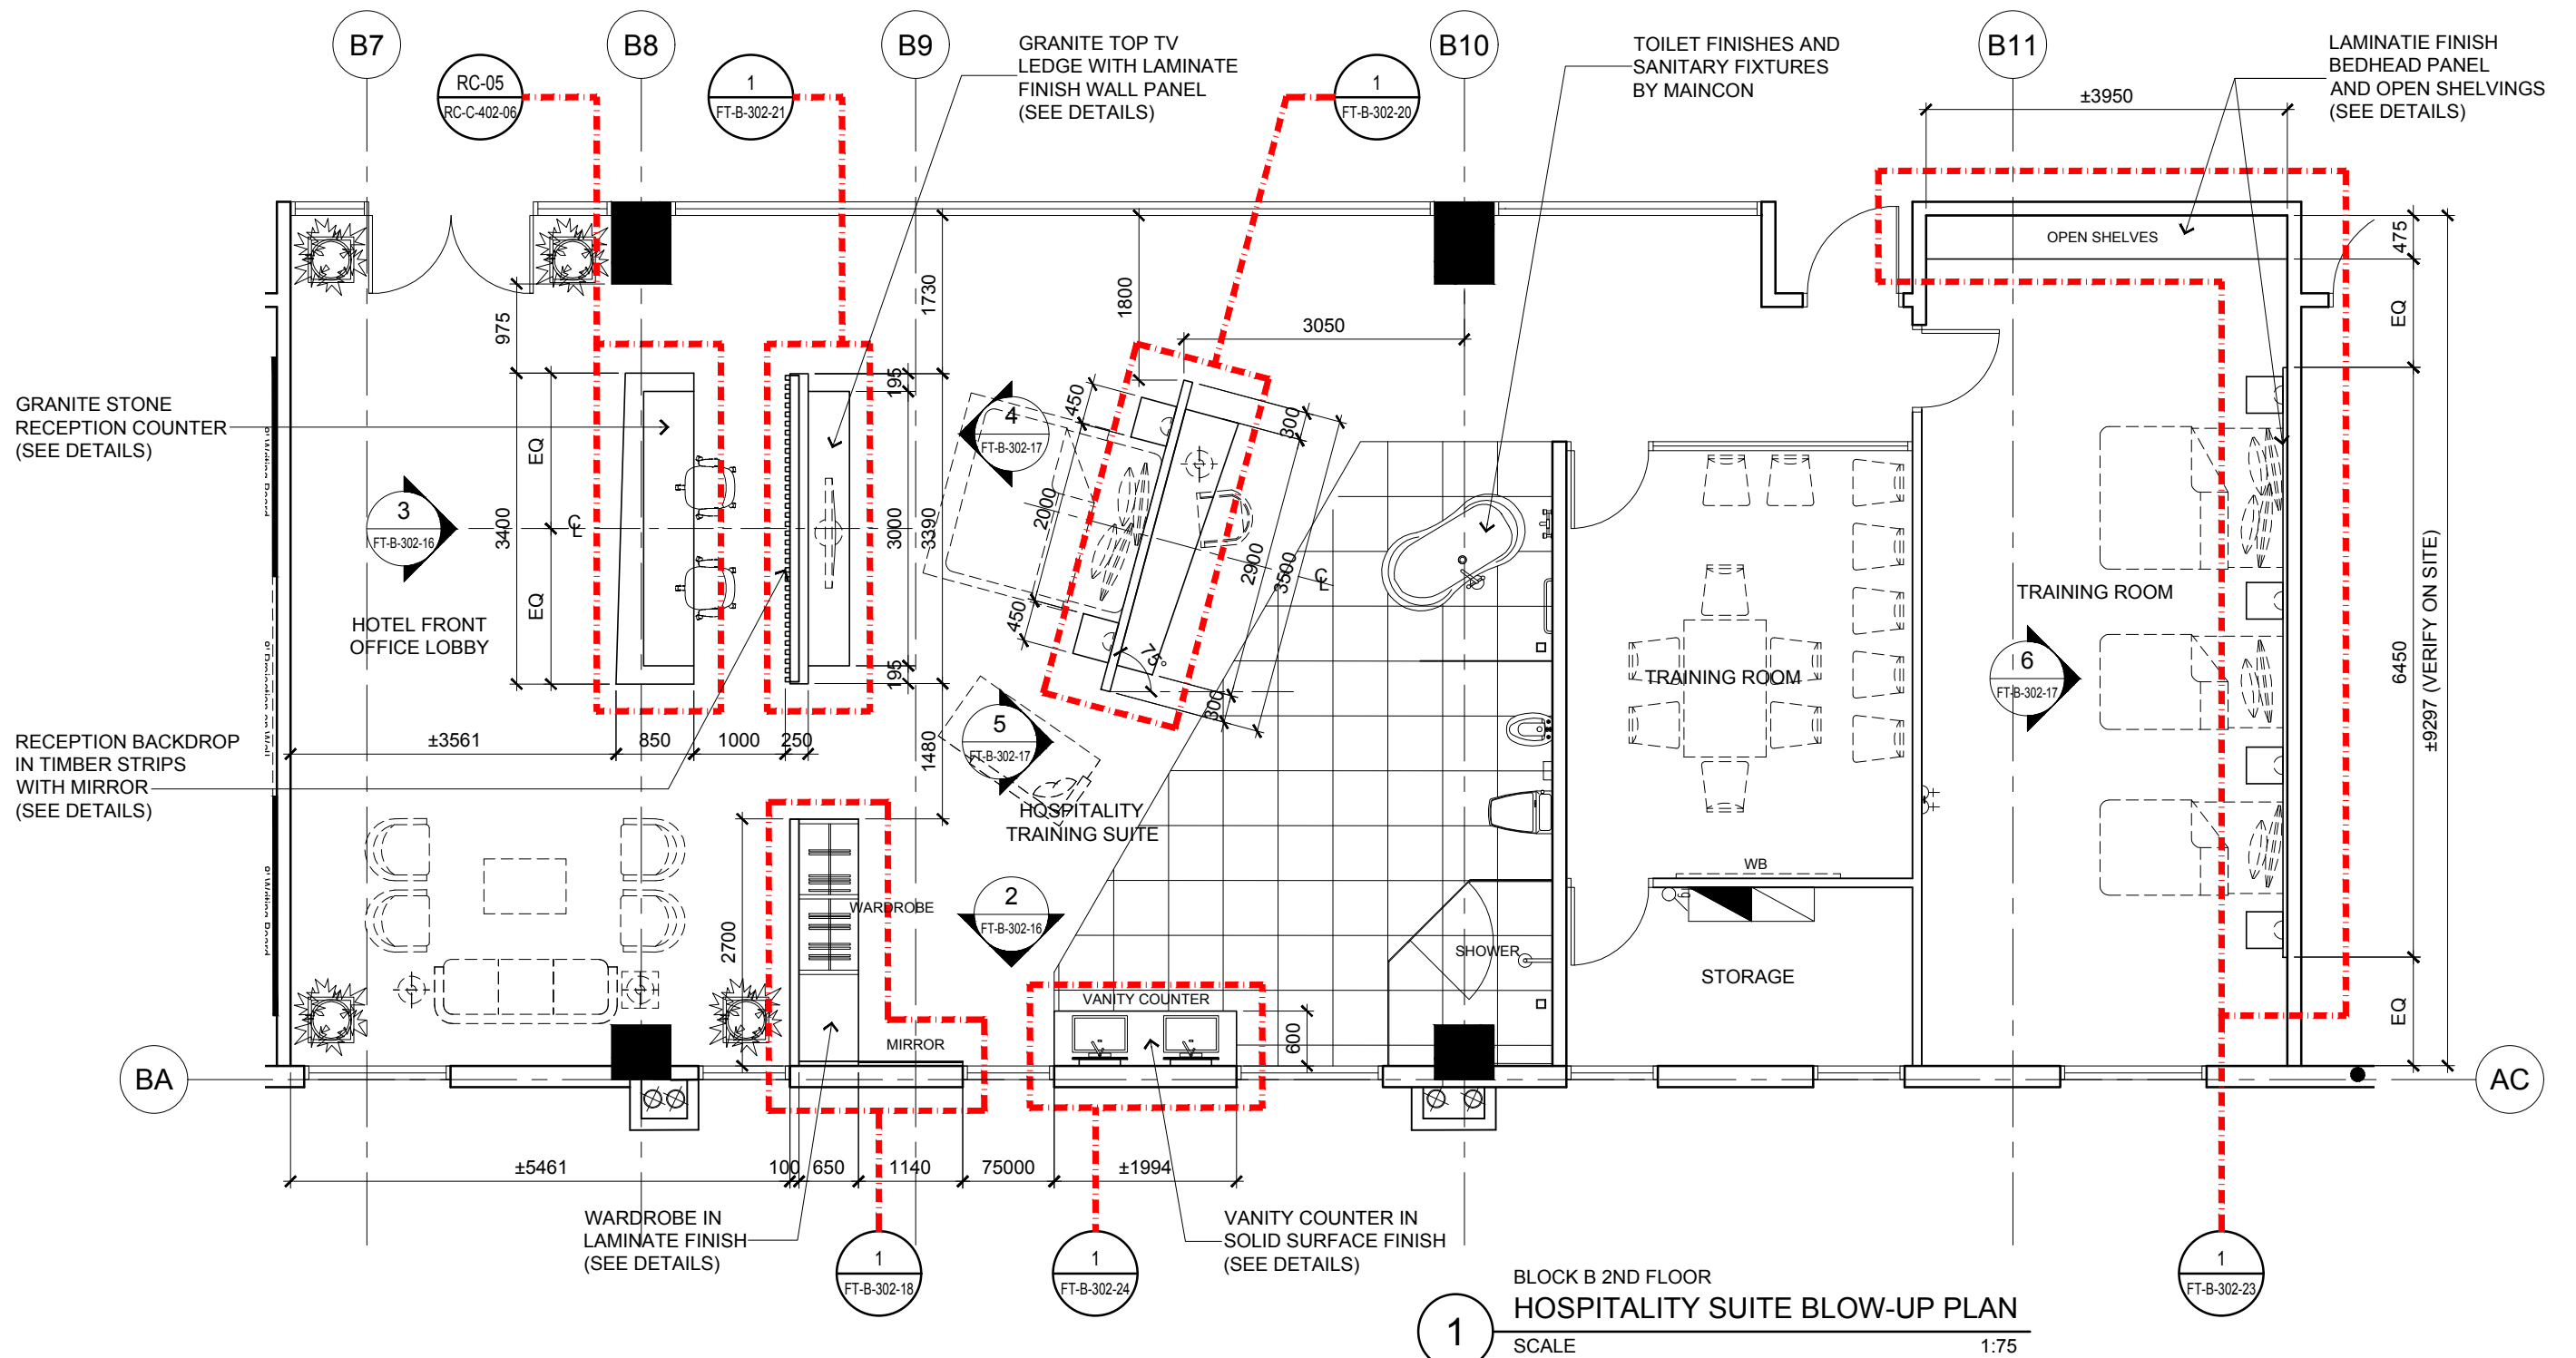 B7
B8
B9
B10
B11
RC-05
RC-C-402-06
1
FT-B-302-21
GRANITE TOP TV
LEDGE WITH LAMINATE
FINISH WALL PANEL
(SEE DETAILS)
1
FT-B-302-20
TOILET FINISHES AND
SANITARY FIXTURES
BY MAINCON
LAMINATIE FINISH
BEDHEAD PANEL
AND OPEN SHELVINGS
(SEE DETAILS)
±3950
OPEN SHELVES
475
EQ
6450
EQ
±9297 (VERIFY ON SITE)
975
1730
1800
3050
GRANITE STONE
RECEPTION COUNTER
(SEE DETAILS)
EQ
3400
EQ
195
3000
3390
195
1480
450
2000
450
300
2900
3500
300
75°
℄
℄
3
FT-B-302-16
4
FT-B-302-17
5
FT-B-302-17
6
FT-B-302-17
2
FT-B-302-16
HOTEL FRONT
OFFICE LOBBY
TRAINING ROOM
TRAINING ROOM
HOSPITALITY
TRAINING SUITE
RECEPTION BACKDROP
IN TIMBER STRIPS
WITH MIRROR
(SEE DETAILS)
±3561
850
1000
250
2700
WARDROBE
MIRROR
VANITY COUNTER
600
SHOWER
WB
STORAGE
BA
AC
±5461
100
650
1140
75000
±1994
WARDROBE IN
LAMINATE FINISH
(SEE DETAILS)
1
FT-B-302-18
1
FT-B-302-24
VANITY COUNTER IN
SOLID SURFACE FINISH
(SEE DETAILS)
1
FT-B-302-23
BLOCK B 2ND FLOOR
1
HOSPITALITY SUITE BLOW-UP PLAN
SCALE 1:75